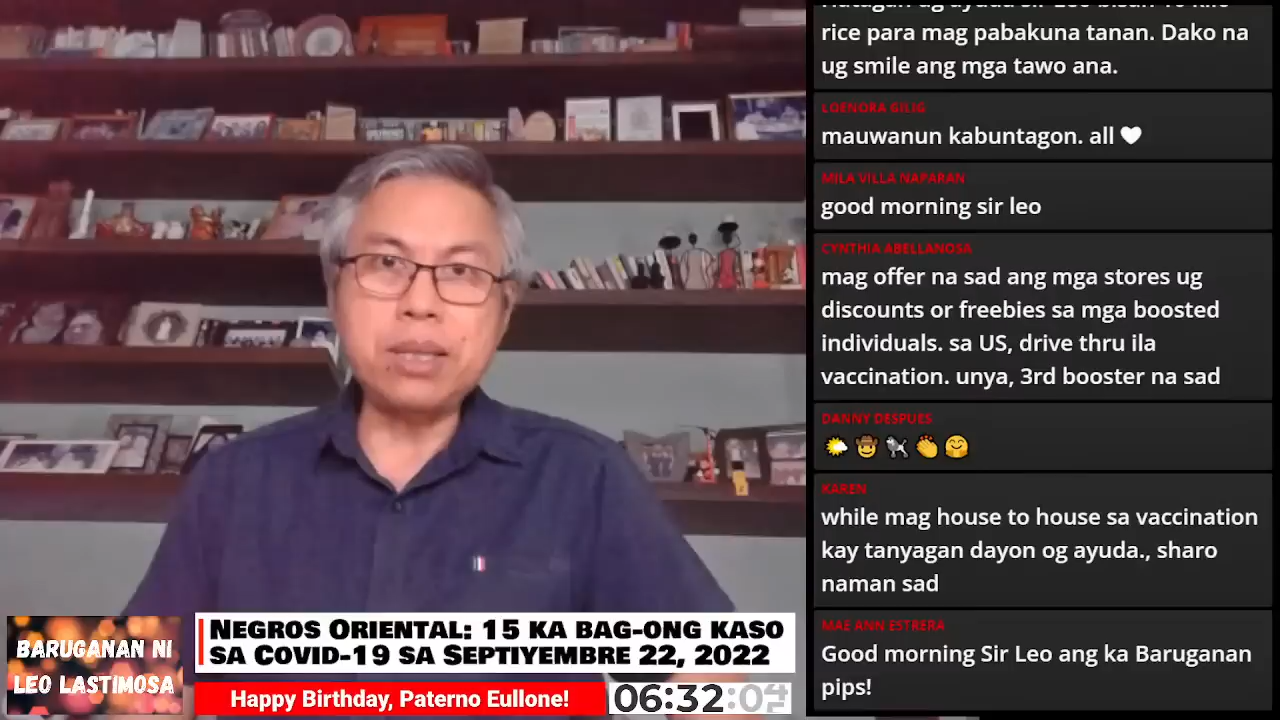 rice para mag pabakuna tanan. Dako na
ug smile ang mga tawo ana.
LOENORA GILIG
mauwanun kabuntagon. all 🤍
MILA VILLA NAPARAN
good morning sir leo
CYNTHIA ABELLANOSA
mag offer na sad ang mga stores ug
discounts or freebies sa mga boosted
individuals. sa US, drive thru ila
vaccination. unya, 3rd booster na sad
DANNY DESPUES
🌤🤠🐩👏🤗
KAREN
while mag house to house sa vaccination
kay tanyagan dayon og ayuda., sharo
naman sad
MAE ANN ESTRERA
Good morning Sir Leo ang ka Baruganan
pips!
BARUGANAN NI
LEO LASTIMOSA
NEGROS ORIENTAL: 15 KA BAG-ONG KASO
SA COVID-19 SA SEPTIYEMBRE 22, 2022
Happy Birthday, Paterno Eullone!
06:32